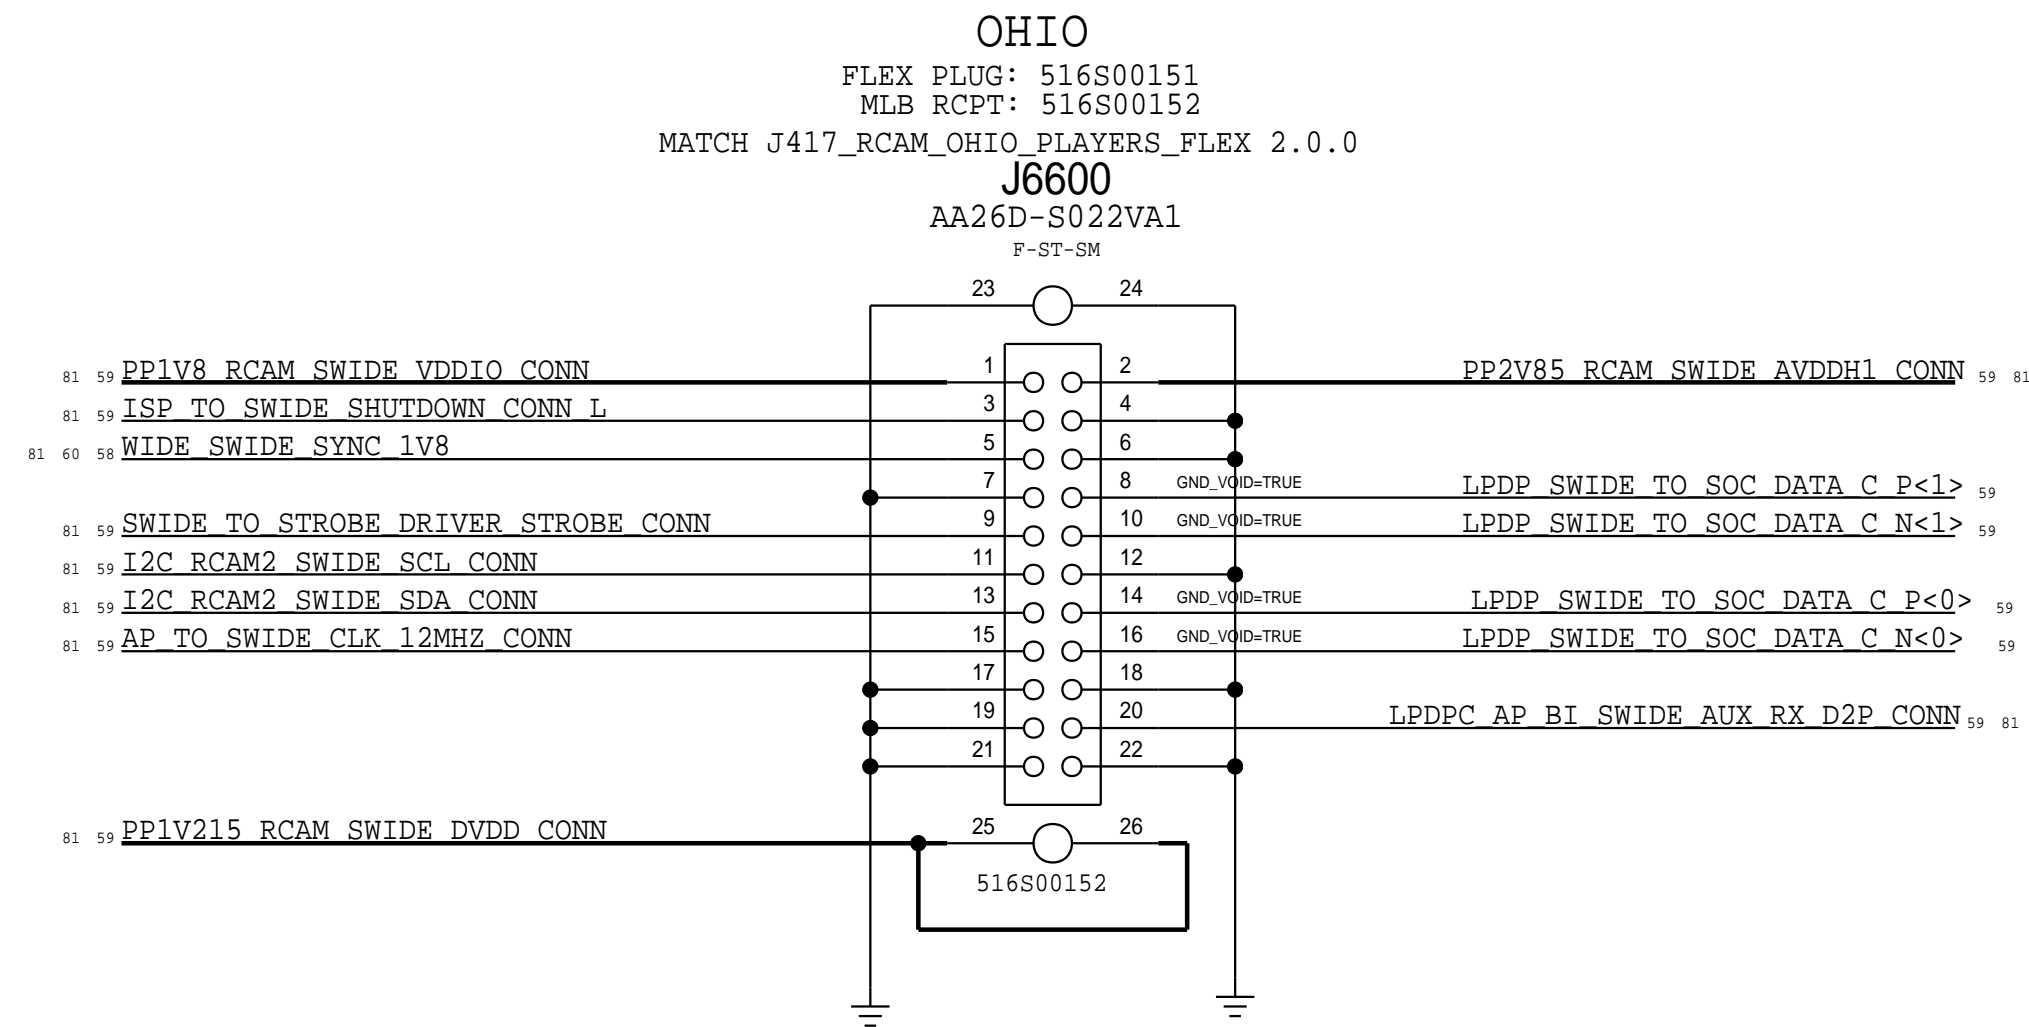 OHIO
FLEX PLUG: 516S00151
MLB RCPT: 516S00152
MATCH J417_RCAM_OHIO_PLAYERS_FLEX 2.0.0
J6600
AA26D-S022VA1
F-ST-SM
23 24
81 59 PP1V8_RCAM_SWIDE_VDDIO_CONN 1 2 PP2V85_RCAM_SWIDE_AVDDH1_CONN 59 81
81 59 ISP_TO_SWIDE_SHUTDOWN_CONN_L 3 4
81 60 58 WIDE_SWIDE_SYNC_1V8 5 6
7 8 GND_VOID=TRUE LPDP_SWIDE_TO_SOC_DATA_C_P<1> 59
81 59 SWIDE_TO_STROBE_DRIVER_STROBE_CONN 9 10 GND_VOID=TRUE LPDP_SWIDE_TO_SOC_DATA_C_N<1> 59
81 59 I2C_RCAM2_SWIDE_SCL_CONN 11 12
81 59 I2C_RCAM2_SWIDE_SDA_CONN 13 14 GND_VOID=TRUE LPDP_SWIDE_TO_SOC_DATA_C_P<0> 59
81 59 AP_TO_SWIDE_CLK_12MHZ_CONN 15 16 GND_VOID=TRUE LPDP_SWIDE_TO_SOC_DATA_C_N<0> 59
17 18
19 20 LPDPC_AP_BI_SWIDE_AUX_RX_D2P_CONN 59 81
21 22
81 59 PP1V215_RCAM_SWIDE_DVDD_CONN 25 26
516S00152